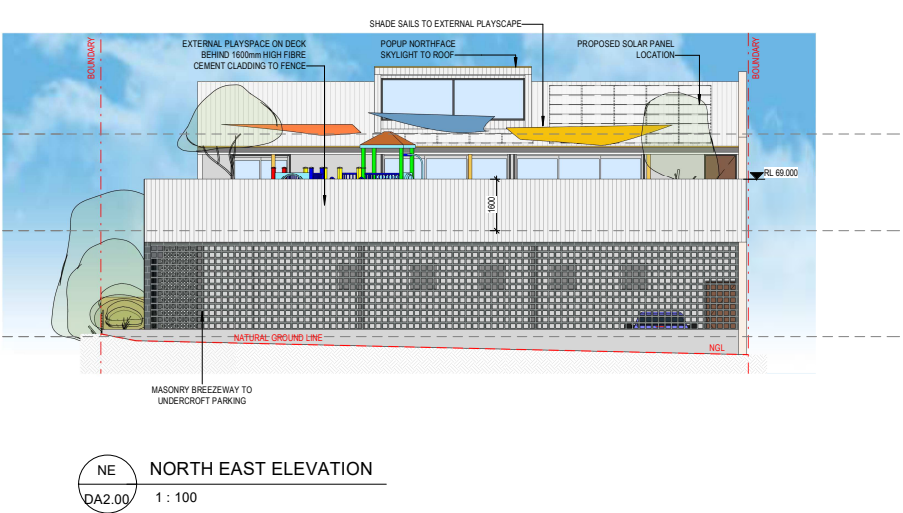 SHADE SAILS TO EXTERNAL PLAYSCAPE
EXTERNAL PLAYSPACE ON DECK
BEHIND 1600mm HIGH FIBRE
CEMENT CLADDING TO FENCE
POPUP NORTHFACE
SKYLIGHT TO ROOF
PROPOSED SOLAR PANEL
LOCATION
BOUNDARY
BOUNDARY
RL 69.000
1600
NATURAL GROUND LINE
NGL
MASONRY BREEZEWAY TO
UNDERCROFT PARKING
NE
NORTH EAST ELEVATION
DA2.00
1 : 100